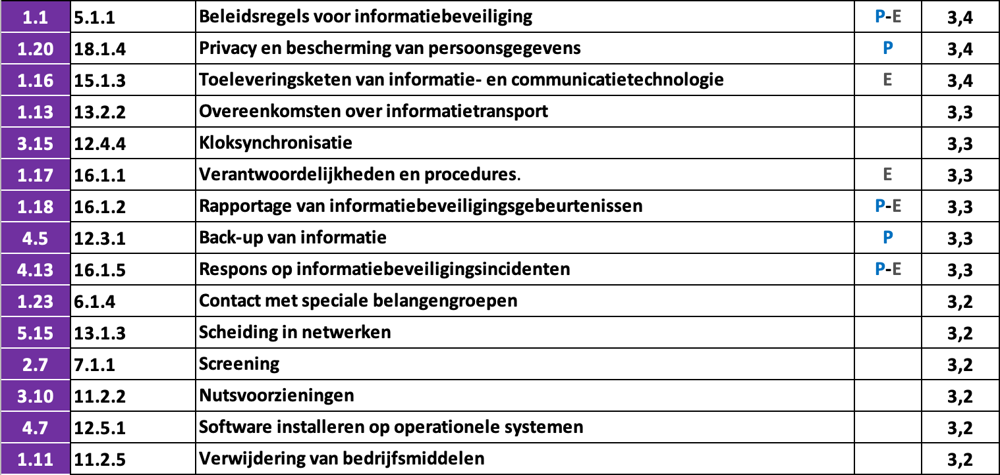 1.1 5.1.1 Beleidsregels voor informatiebeveiliging P-E 3,4
1.20 18.1.4 Privacy en bescherming van persoonsgegevens P 3,4
1.16 15.1.3 Toeleveringsketen van informatie- en communicatietechnologie E 3,4
1.13 13.2.2 Overeenkomsten over informatietransport 3,3
3.15 12.4.4 Kloksynchronisatie 3,3
1.17 16.1.1 Verantwoordelijkheden en procedures. E 3,3
1.18 16.1.2 Rapportage van informatiebeveiligingsgebeurtenissen P-E 3,3
4.5 12.3.1 Back-up van informatie P 3,3
4.13 16.1.5 Respons op informatiebeveiligingsincidenten P-E 3,3
1.23 6.1.4 Contact met speciale belangengroepen 3,2
5.15 13.1.3 Scheiding in netwerken 3,2
2.7 7.1.1 Screening 3,2
3.10 11.2.2 Nutsvoorzieningen 3,2
4.7 12.5.1 Software installeren op operationele systemen 3,2
1.11 11.2.5 Verwijdering van bedrijfsmiddelen 3,2